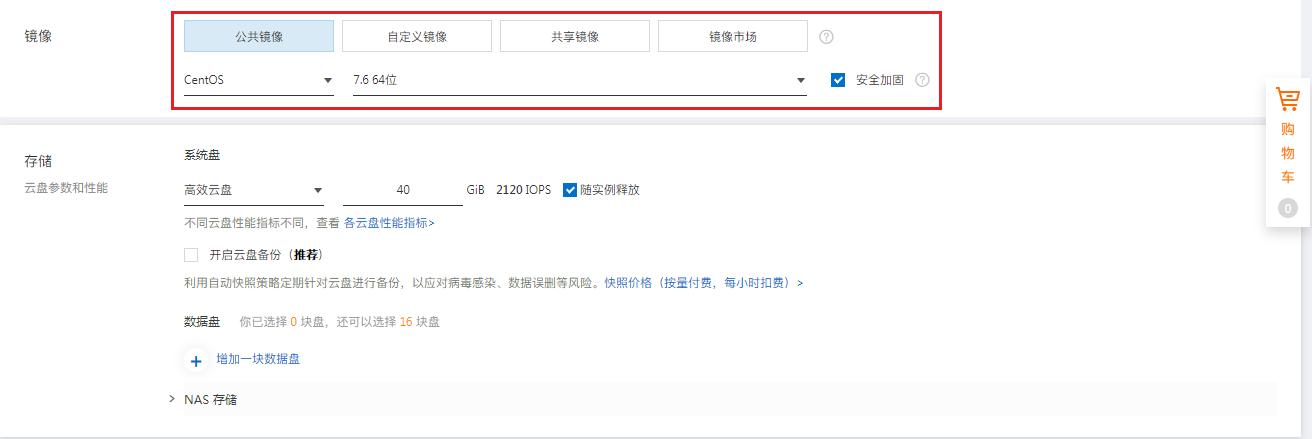 镜像
公共镜像 自定义镜像 共享镜像 镜像市场 ?
CentOS 7.6 64位 安全加固 ?
存储
云盘参数和性能
系统盘
高效云盘 40 GiB 2120 IOPS 随实例释放
不同云盘性能指标不同，查看 各云盘性能指标>
开启云盘备份（推荐）
利用自动快照策略定期针对云盘进行备份，以应对病毒感染、数据误删等风险。快照价格（按量付费，每小时扣费）>
数据盘 你已选择 0 块盘，还可以选择 16 块盘
+ 增加一块数据盘
> NAS 存储
购
物
车
0